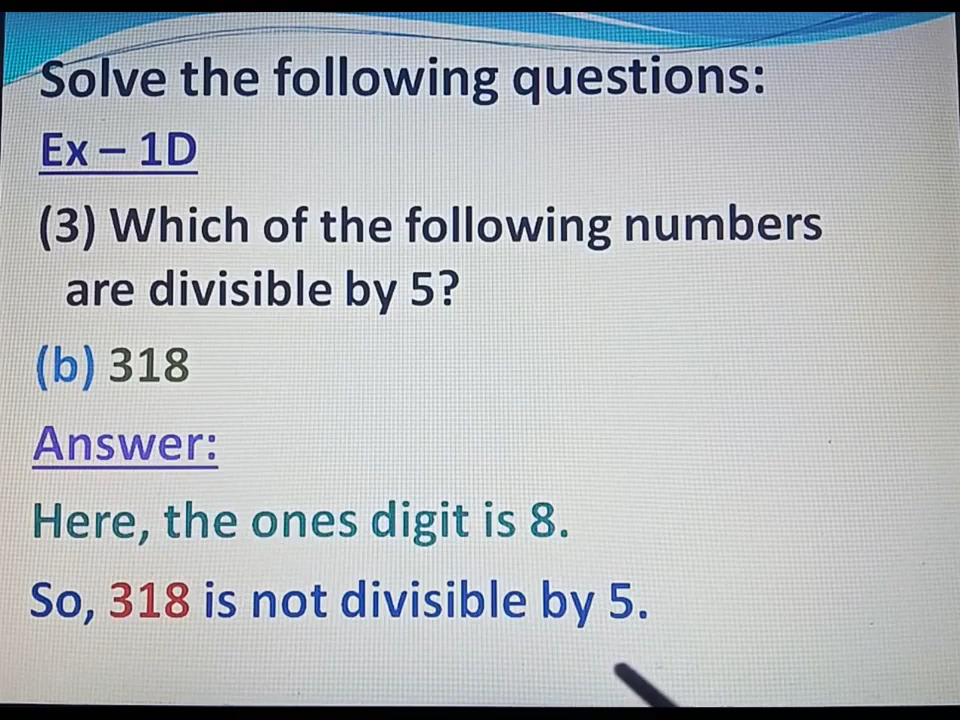 Solve the following questions:
Ex – 1D
(3) Which of the following numbers
are divisible by 5?
(b) 318
Answer:
Here, the ones digit is 8.
So, 318 is not divisible by 5.